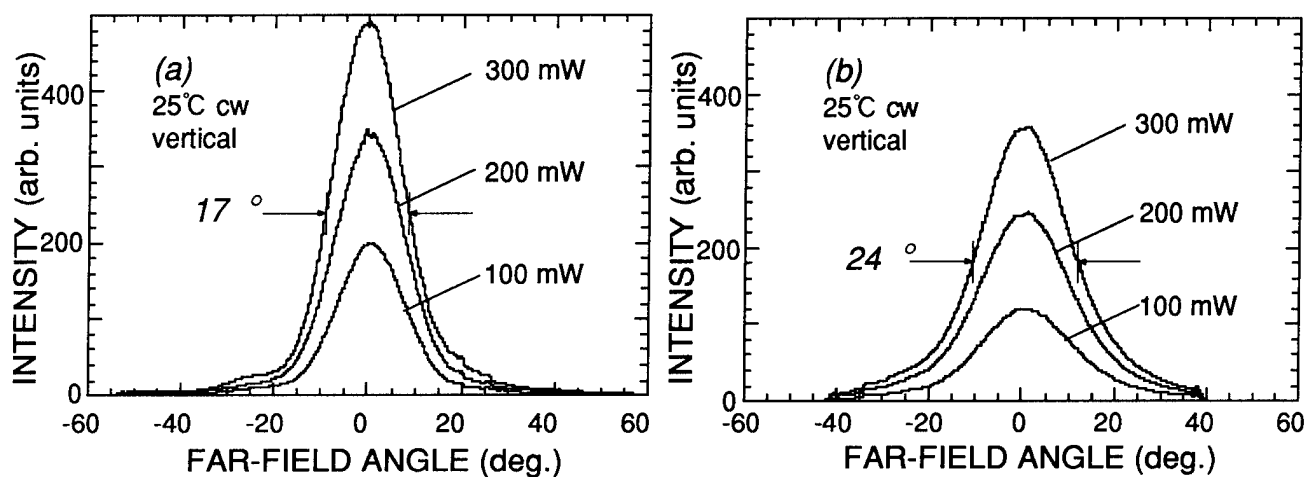 (a)
25°C cw
vertical
300 mW
200 mW
100 mW
17 °
INTENSITY (arb. units)
400
200
0
-60 -40 -20 0 20 40 60
FAR-FIELD ANGLE (deg.)
(b)
25°C cw
vertical
300 mW
200 mW
100 mW
24 °
INTENSITY (arb. units)
400
200
0
-60 -40 -20 0 20 40 60
FAR-FIELD ANGLE (deg.)